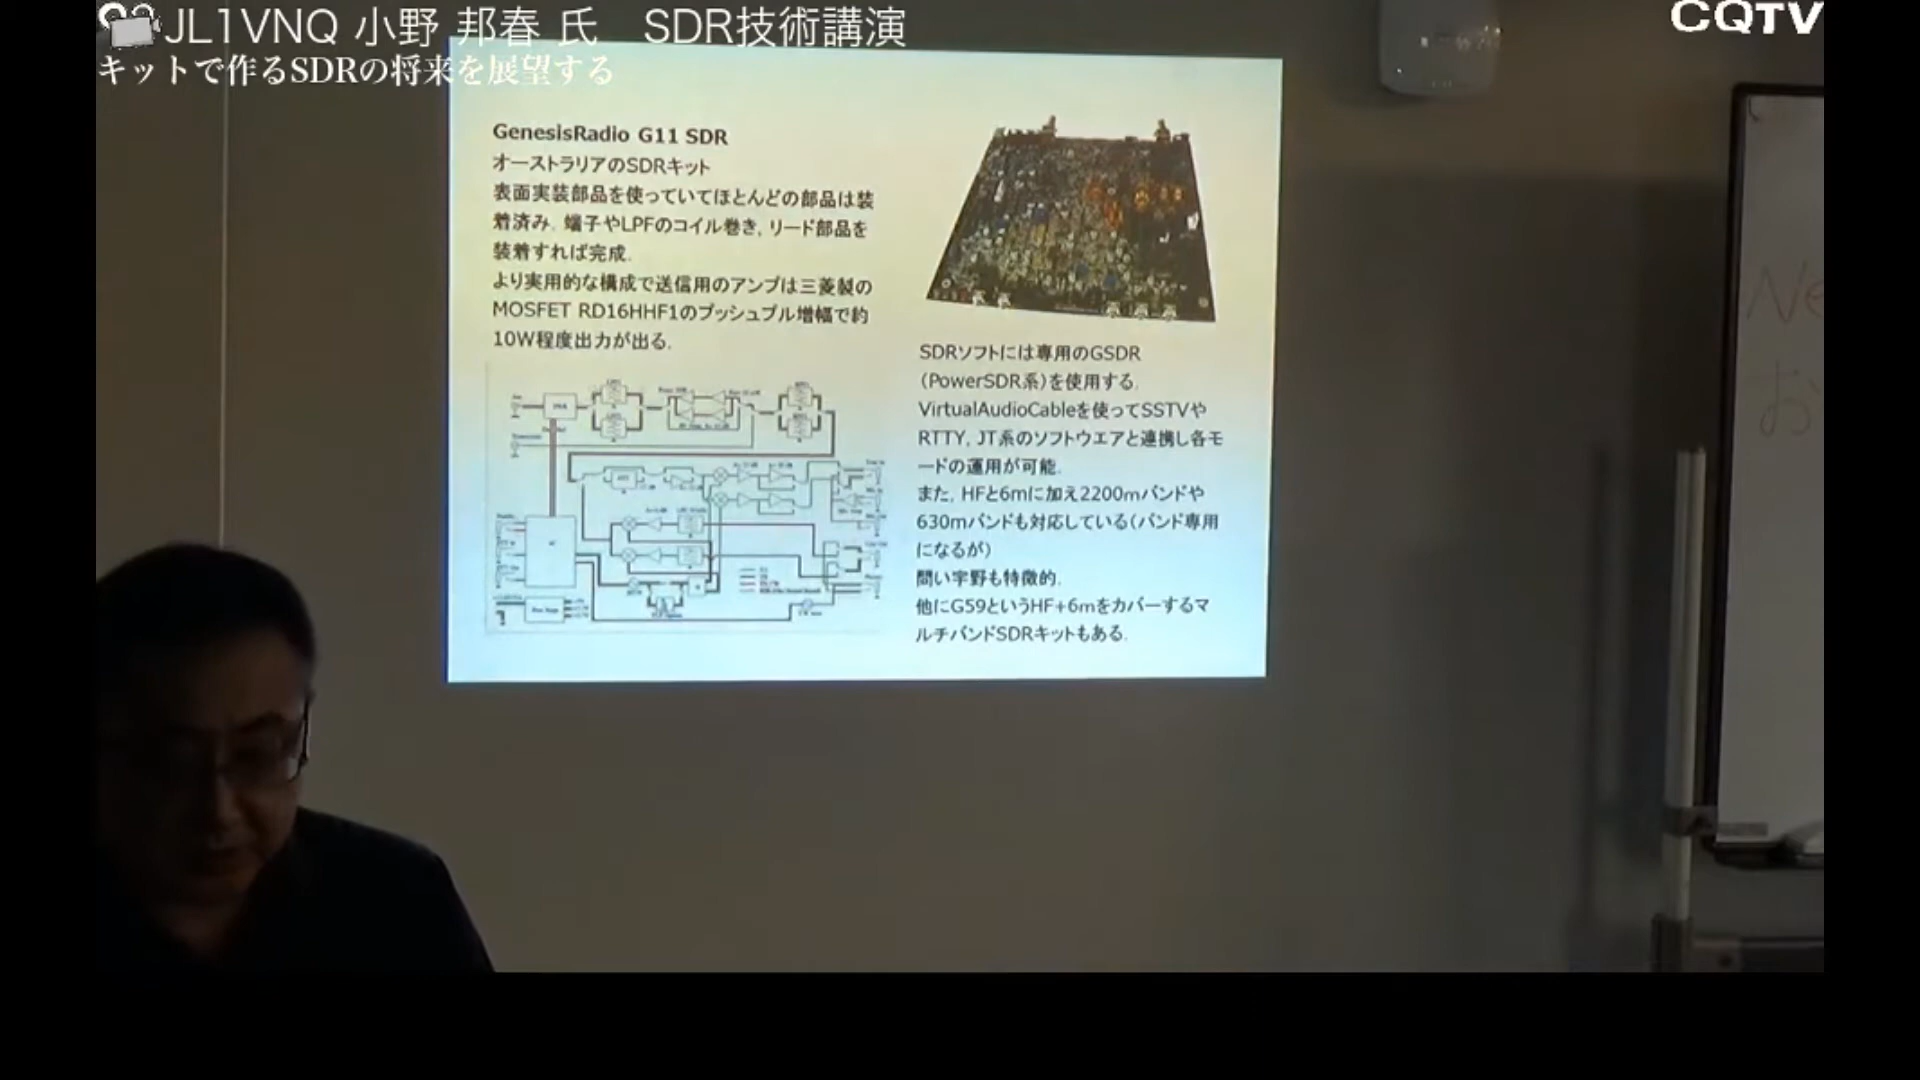 JL1VNQ 小野 邦春 氏　SDR技術講演
キットで作るSDRの将来を展望する
CQTV
GenesisRadio G11 SDR
オーストラリアのSDRキット
表面実装部品を使っていてほとんどの部品は装
着済み. 端子やLPFのコイル巻き, リード部品を
装着すれば完成.
より実用的な構成で送信用のアンプは三菱製の
MOSFET RD16HHF1のプッシュプル増幅で約
10W程度出力が出る.
SDRソフトには専用のGSDR
（PowerSDR系）を使用する.
VirtualAudioCableを使ってSSTVや
RTTY, JT系のソフトウエアと連携し各モ
ードの運用が可能.
また, HFと6mに加え2200mバンドや
630mバンドも対応している（バンド専用
になるが）
問い宇野も特徴的.
他にG59というHF+6mをカバーするマ
ルチバンドSDRキットもある.
Ne